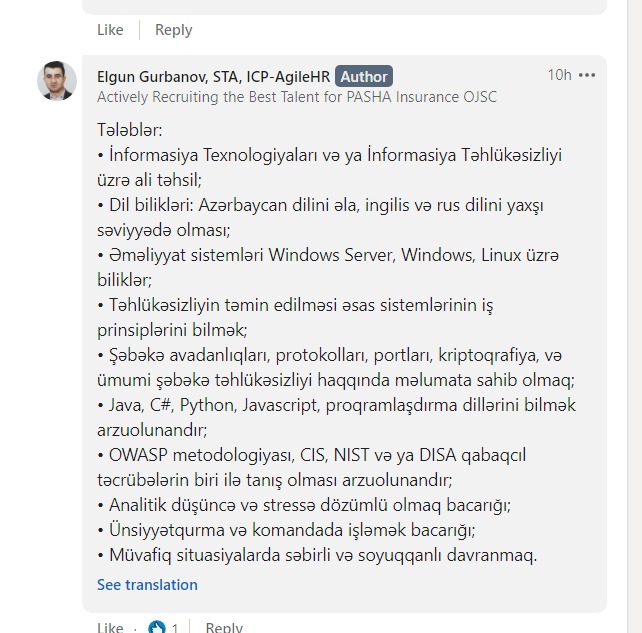 Like
Reply
Elgun Gurbanov, STA, ICP-AgileHR Author
10h
Actively Recruiting the Best Talent for PASHA Insurance OJSC
Tələblər:
• İnformasiya Texnologiyaları və ya İnformasiya Təhlükəsizliyi
üzrə ali təhsil;
• Dil bilikləri: Azərbaycan dilini əla, ingilis və rus dilini yaxşı
səviyyədə olması;
• Əməliyyat sistemləri Windows Server, Windows, Linux üzrə
biliklər;
• Təhlükəsizliyin təmin edilməsi əsas sistemlərinin iş
prinsiplərini bilmək;
• Şəbəkə avadanlıqları, protokolları, portları, kriptoqrafiya, və
ümumi şəbəkə təhlükəsizliyi haqqında məlumata sahib olmaq;
• Java, C#, Python, Javascript, proqramlaşdırma dillərini bilmək
arzuolunandır;
• OWASP metodologiyası, CIS, NIST və ya DISA qabaqcıl
təcrübələrin biri ilə tanış olması arzuolunandır;
• Analitik düşüncə və stressə dözümlü olmaq bacarığı;
• Ünsiyyətqurma və komandada işləmək bacarığı;
• Müvafiq situasiyalarda səbirli və soyuqqanlı davranmaq.
See translation
Like · 1
Reply